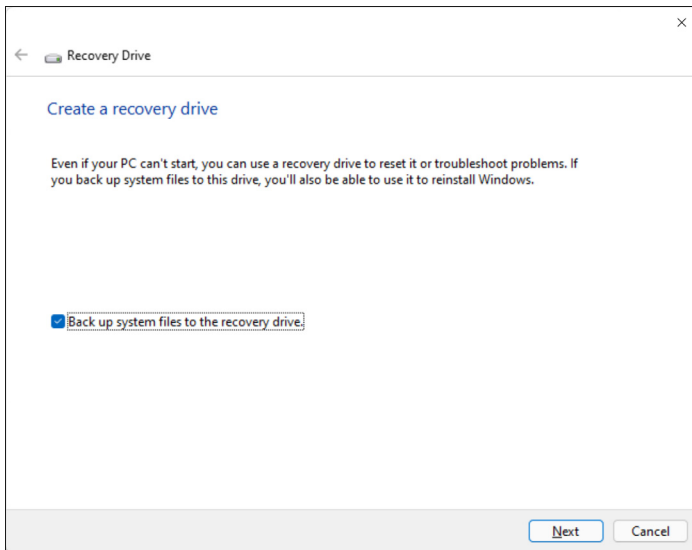 Recovery Drive
Create a recovery drive
Even if your PC can't start, you can use a recovery drive to reset it or troubleshoot problems. If
you back up system files to this drive, you'll also be able to use it to reinstall Windows.
Back up system files to the recovery drive.
Next
Cancel